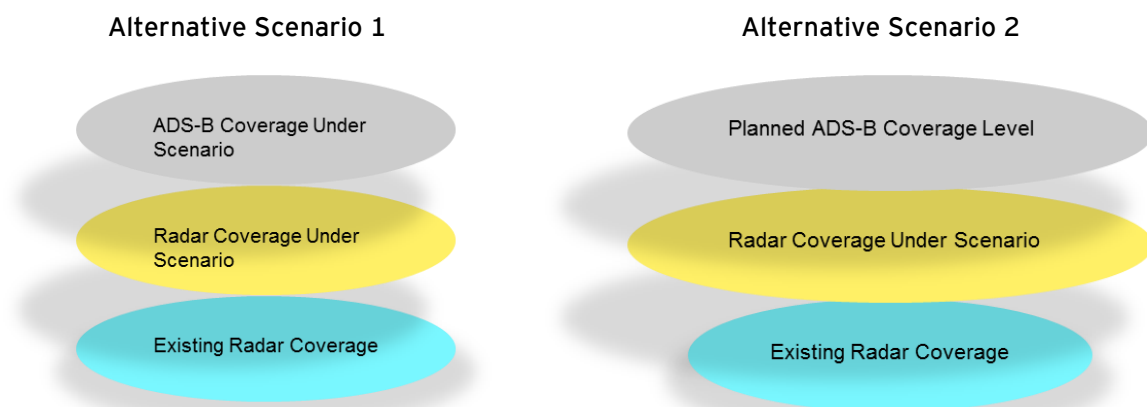 Alternative Scenario 1
ADS-B Coverage Under
Scenario
Radar Coverage Under
Scenario
Existing Radar Coverage
Alternative Scenario 2
Planned ADS-B Coverage Level
Radar Coverage Under Scenario
Existing Radar Coverage